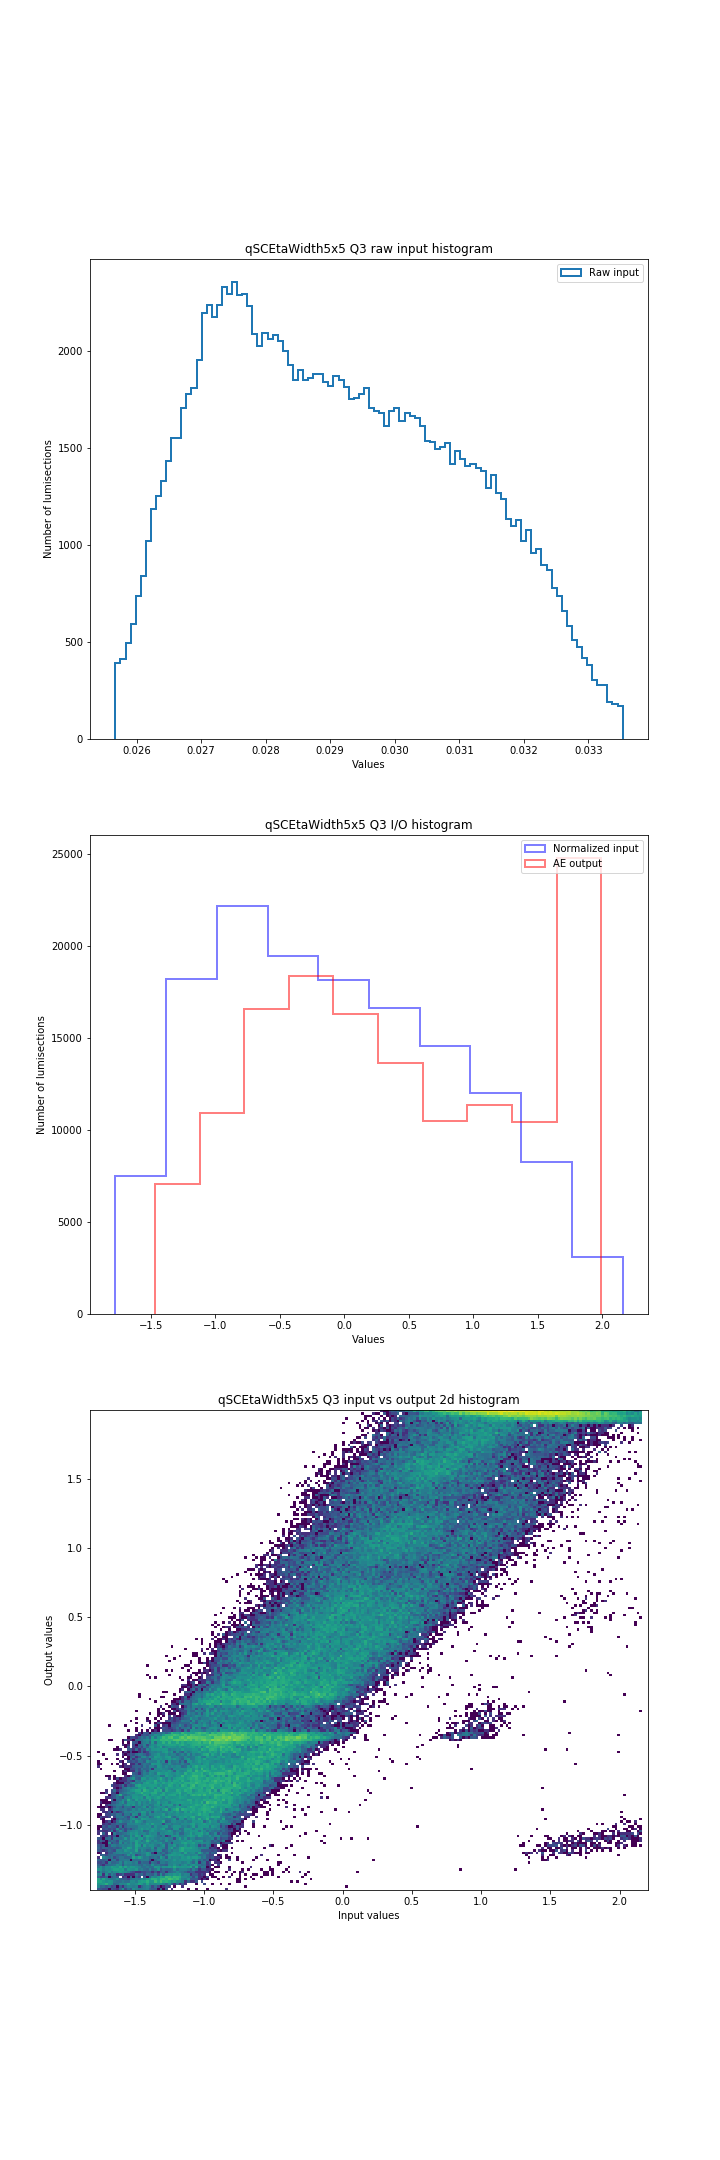 qSCEtaWidth5x5 Q3 raw input histogram
Raw input
2000
1500
1000
500
0
Number of lumisections
0.026 0.027 0.028 0.029 0.030 0.031 0.032 0.033
Values
qSCEtaWidth5x5 Q3 I/O histogram
Normalized input
AE output
25000
20000
15000
10000
5000
0
Number of lumisections
−1.5 −1.0 −0.5 0.0 0.5 1.0 1.5 2.0
Values
qSCEtaWidth5x5 Q3 input vs output 2d histogram
1.5
1.0
0.5
0.0
−0.5
−1.0
Output values
−1.5 −1.0 −0.5 0.0 0.5 1.0 1.5 2.0
Input values